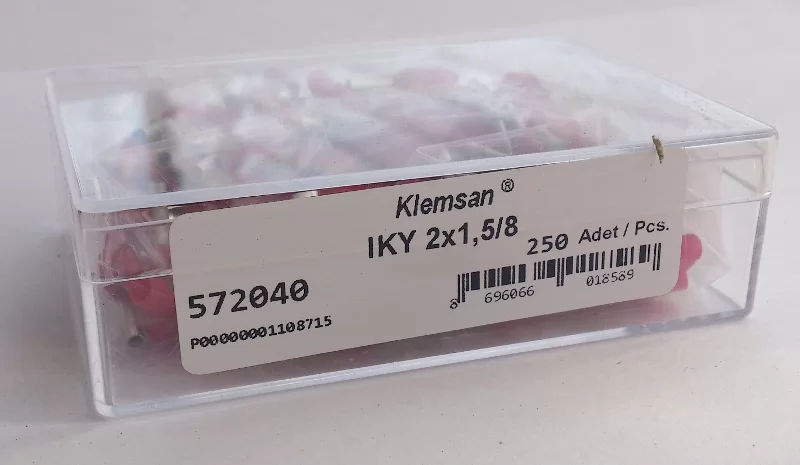 Klemsan ®
IKY 2x1,5/8
250 Adet / Pcs.
572040
8 696066 018589
P00000001108715